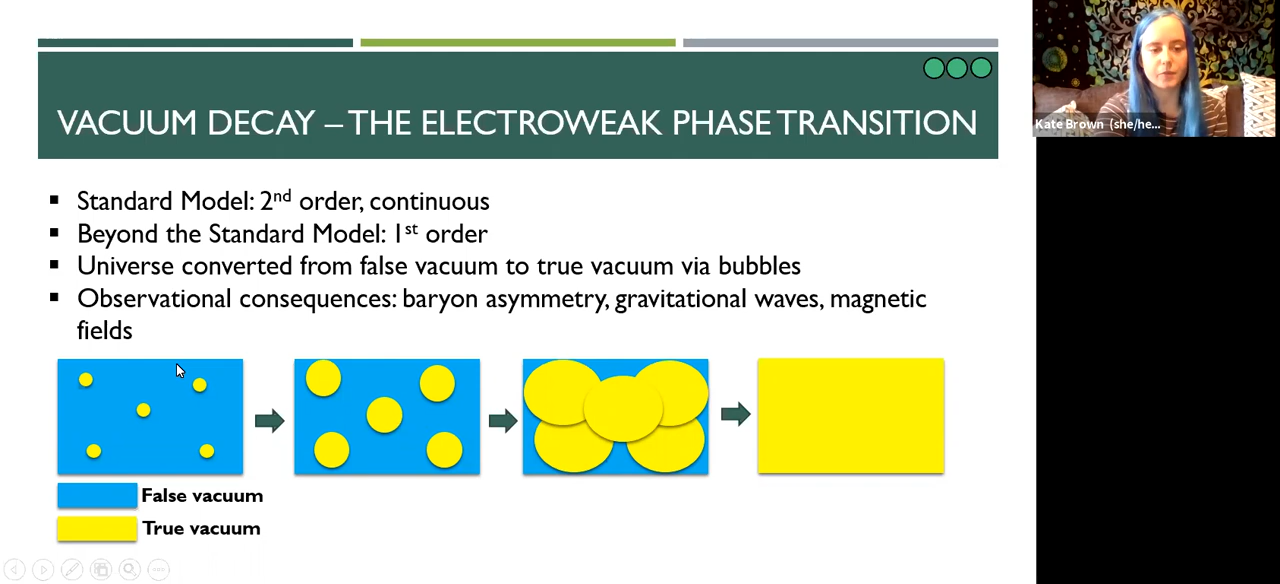 VACUUM DECAY – THE ELECTROWEAK PHASE TRANSITION
Kate Brown (she/he...
▪ Standard Model: 2nd order, continuous
▪ Beyond the Standard Model: 1st order
▪ Universe converted from false vacuum to true vacuum via bubbles
▪ Observational consequences: baryon asymmetry, gravitational waves, magnetic
fields
False vacuum
True vacuum